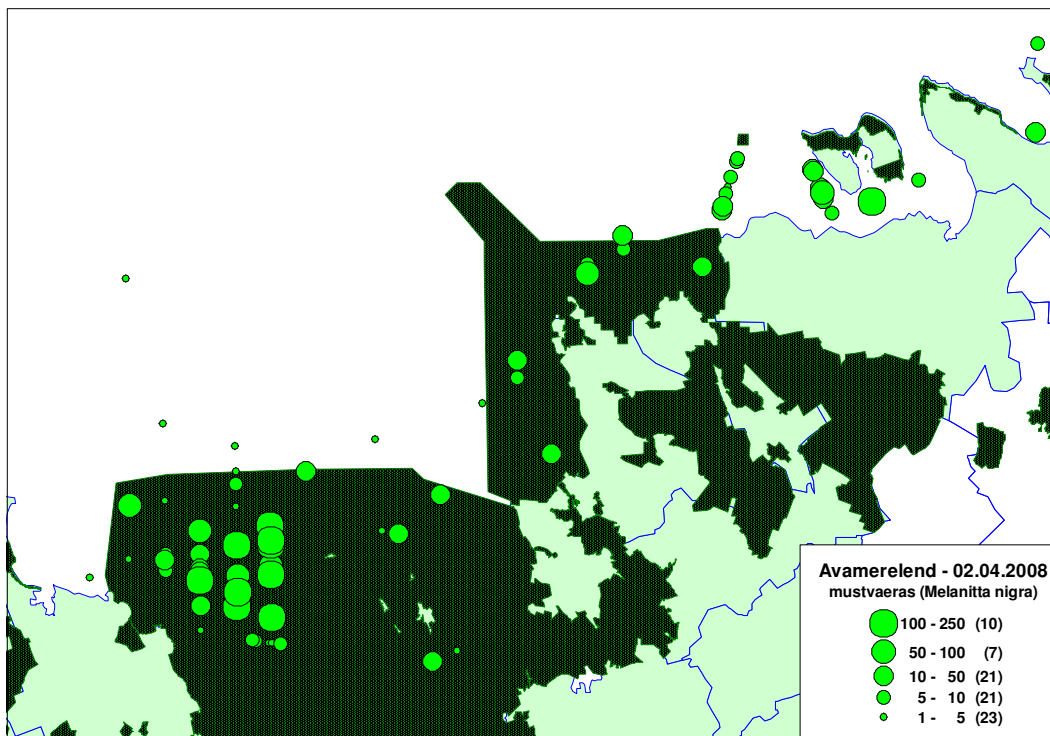 Avamerelend - 02.04.2008
mustvaeras (Melanitta nigra)
100 - 250 (10)
50 - 100 (7)
10 - 50 (21)
5 - 10 (21)
1 - 5 (23)